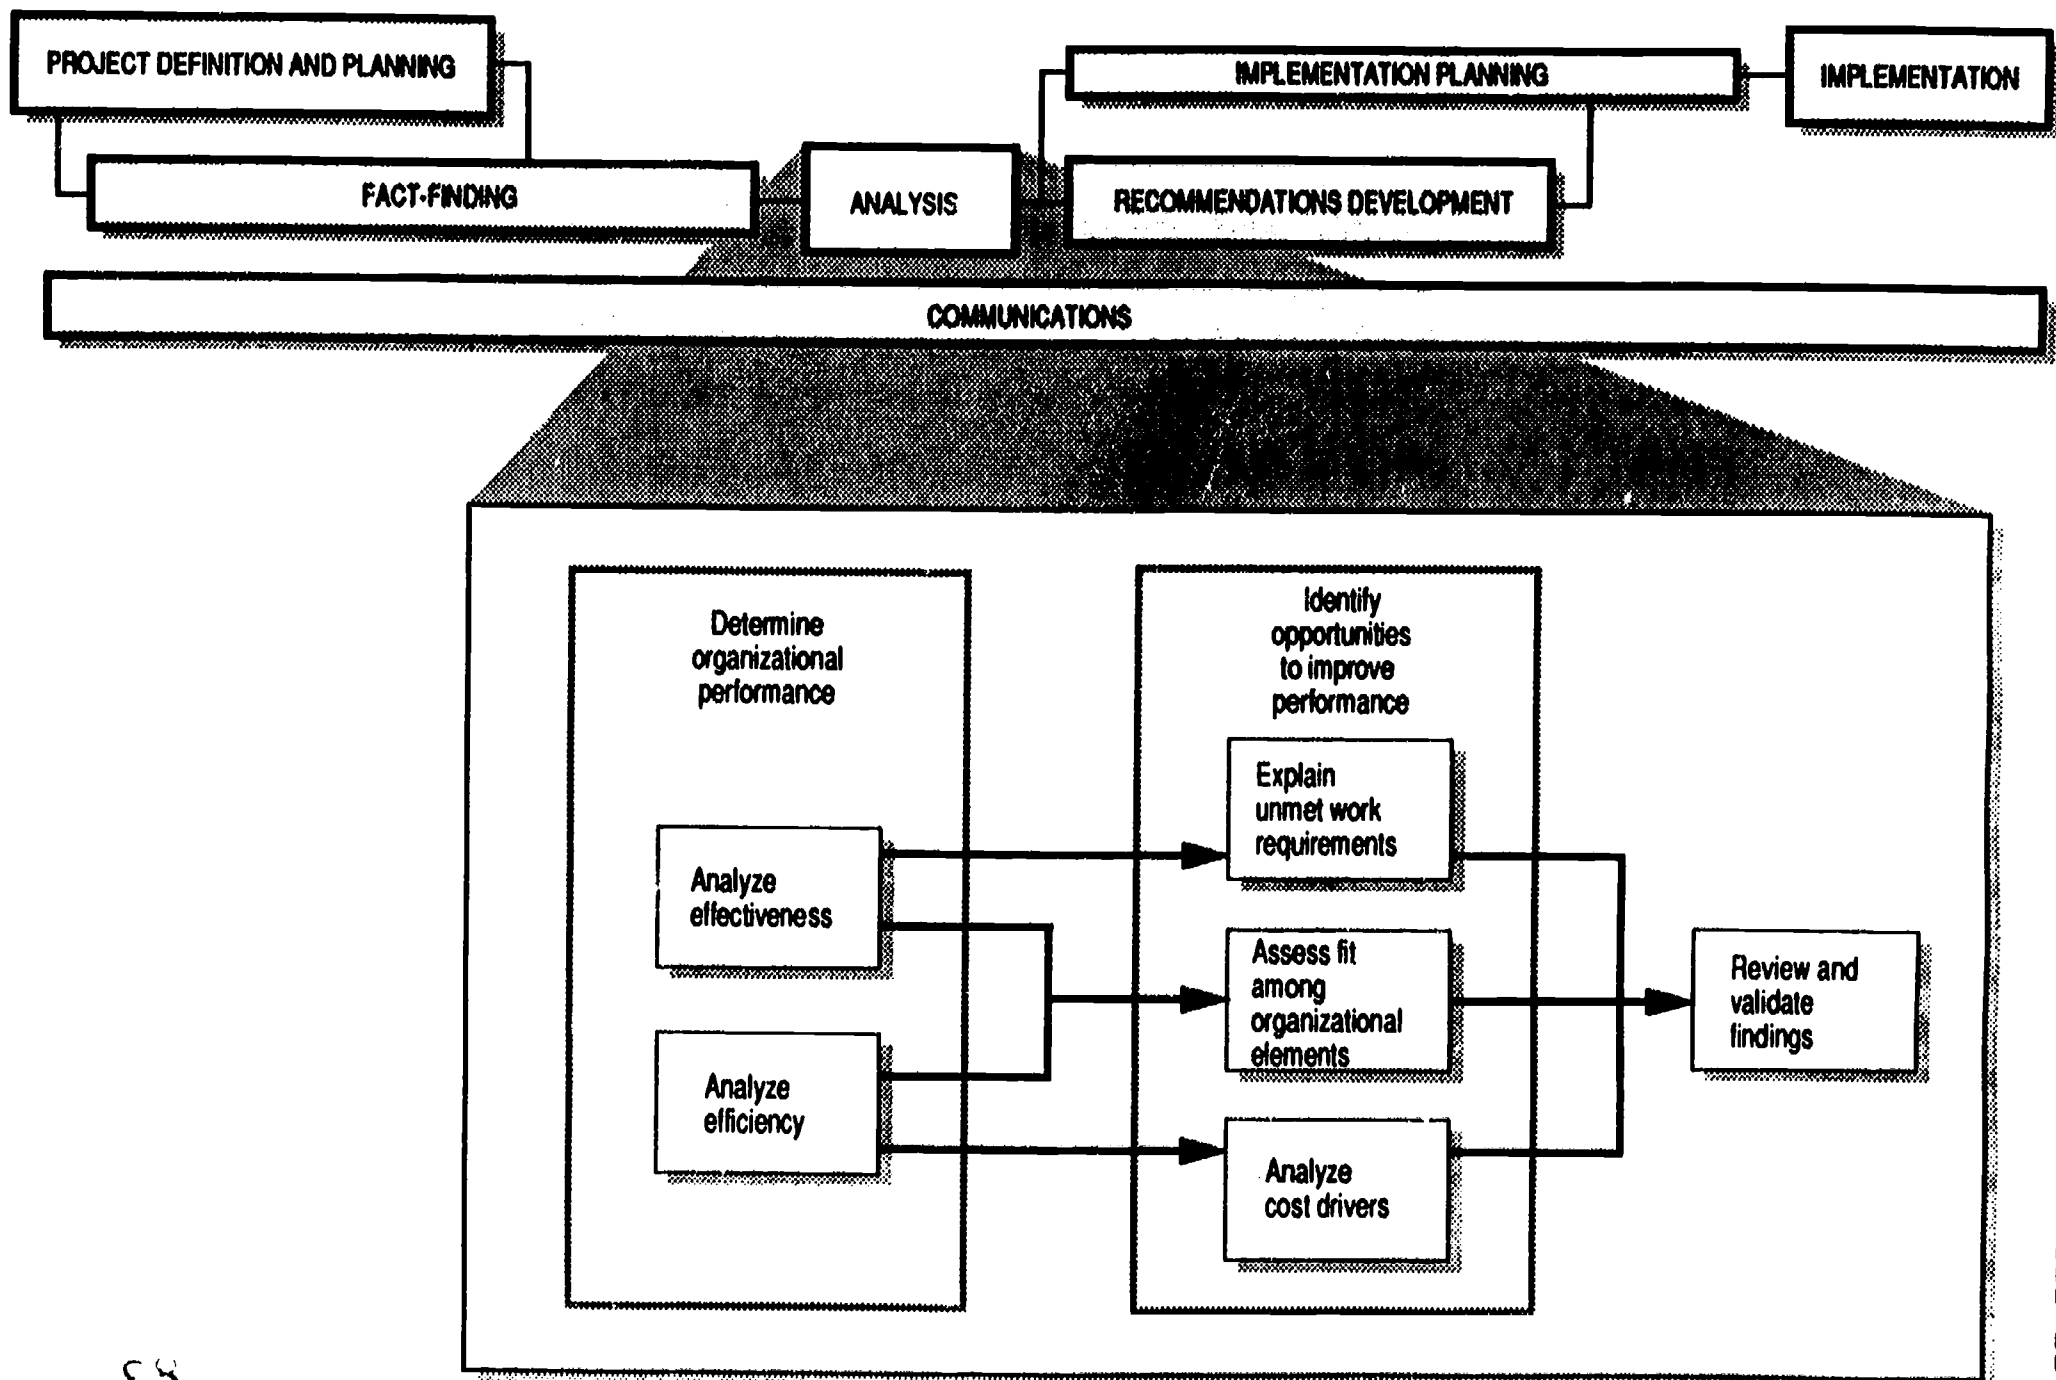 PROJECT DEFINITION AND PLANNING
IMPLEMENTATION PLANNING
IMPLEMENTATION
FACT-FINDING
ANALYSIS
RECOMMENDATIONS DEVELOPMENT
COMMUNICATIONS
Determine
organizational
performance
Analyze
effectiveness
Analyze
efficiency
Identify
opportunities
to improve
performance
Explain
unmet work
requirements
Assess fit
among
organizational
elements
Analyze
cost drivers
Review and
validate
findings